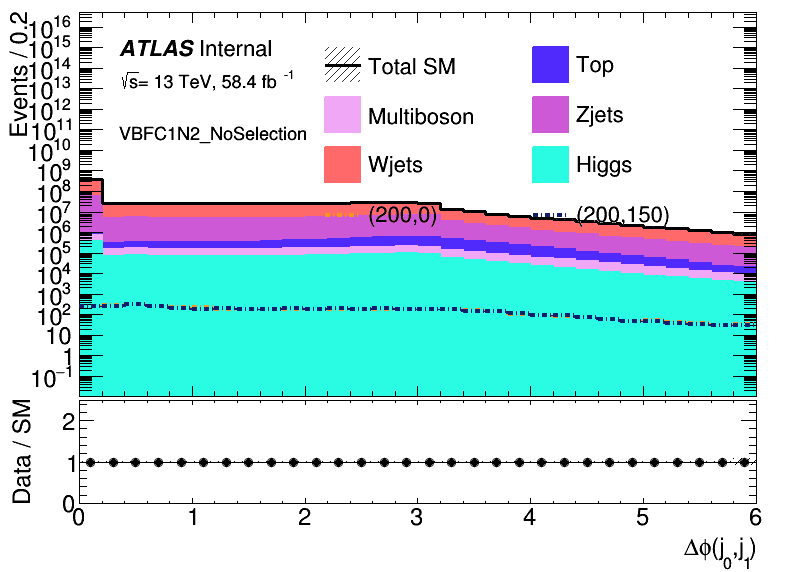 Events / 0.2
10^16
10^15
10^14
10^13
10^12
10^11
10^10
10^9
10^8
10^7
10^6
10^5
10^4
10^3
10^2
10
1
10^−1
ATLAS Internal
√s= 13 TeV, 58.4 fb^-1
VBFC1N2_NoSelection
Total SM
Top
Multiboson
Zjets
Wjets
Higgs
(200,0)
(200,150)
Data / SM
2
1
0
0 1 2 3 4 5 6
Δϕ(j_0,j_1)